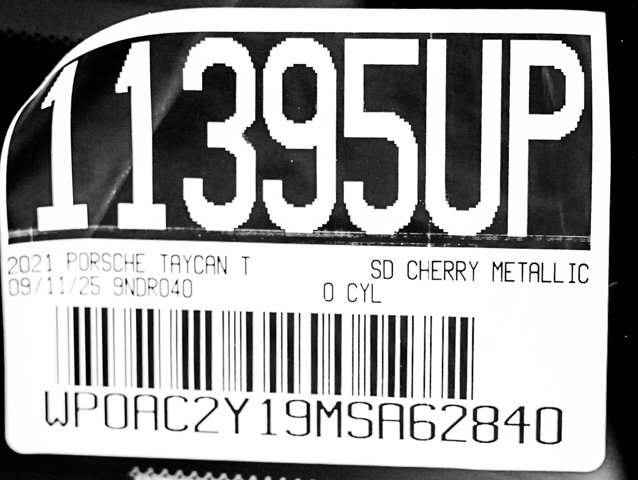 11395UP
2021 PORSCHE TAYCAN T SD CHERRY METALLIC
09/11/25 9NDR040 0 CYL
WP0AC2Y19MSA62840